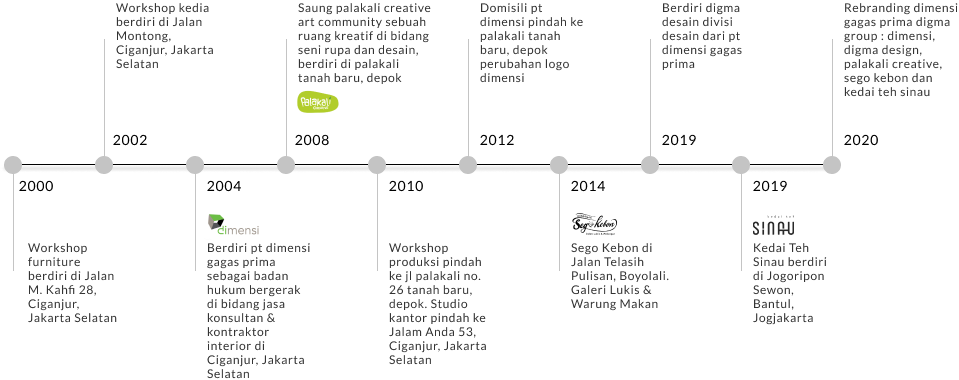 Workshop kedia
berdiri di Jalan
Montong,
Ciganjur, Jakarta
Selatan
2002
Saung palakali creative
art community sebuah
ruang kreatif di bidang
seni rupa dan desain,
berdiri di palakali
tanah baru, depok
2008
Domisili pt
dimensi pindah ke
palakali tanah
baru, depok
perubahan logo
dimensi
2012
Berdiri digma
desain divisi
desain dari pt
dimensi gagas
prima
2019
Rebranding dimensi
gagas prima digma
group : dimensi,
digma design,
palakali creative,
sego kebon dan
kedai teh sinau
2020
2000
Workshop
furniture
berdiri di Jalan
M. Kahfi 28,
Ciganjur,
Jakarta Selatan
2004
dimensi
Berdiri pt dimensi
gagas prima
sebagai badan
hukum bergerak
di bidang jasa
konsultan &
kontraktor
interior di
Ciganjur, Jakarta
Selatan
2010
Workshop
produksi pindah
ke jl palakali no.
26 tanah baru,
depok. Studio
kantor pindah ke
Jalam Anda 53,
Ciganjur, Jakarta
Selatan
2014
Sego Kebon
Sego Kebon di
Jalan Telasih
Pulisan, Boyolali.
Galeri Lukis &
Warung Makan
2019
SINAU
Kedai Teh
Sinau berdiri
di Jogoripon
Sewon,
Bantul,
Jogjakarta